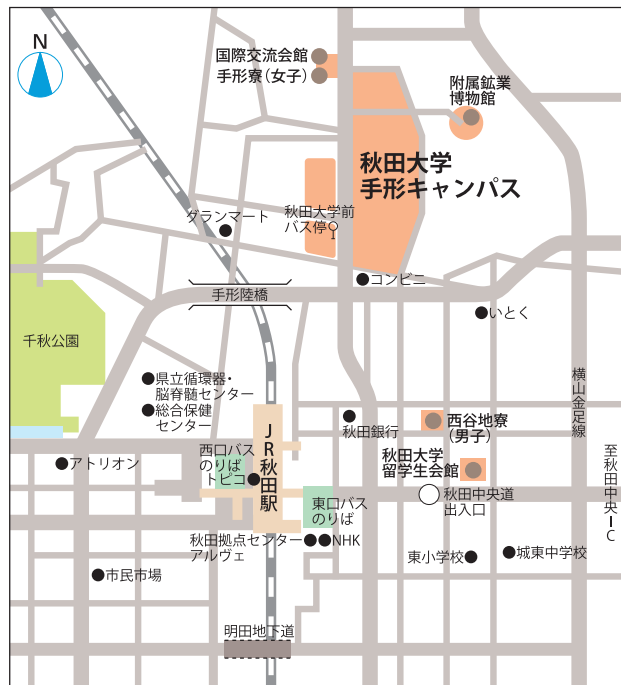 N
国際交流会館
手形寮(女子)
附属鉱業
博物館
秋田大学
手形キャンパス
秋田大学前
バス停
グランマート
コンビニ
手形陸橋
いとく
千秋公園
県立循環器・
脳脊髄センター
総合保健
センター
横山金足線
秋田銀行
西谷地寮
(男子)
JR秋田駅
西口バス
のりば
トピコ
アトリオン
秋田大学
留学生会館
至秋田中央IC
秋田中央道
出入口
東口バス
のりば
秋田拠点センター
アルヴェ
NHK
東小学校
城東中学校
市民市場
明田地下道